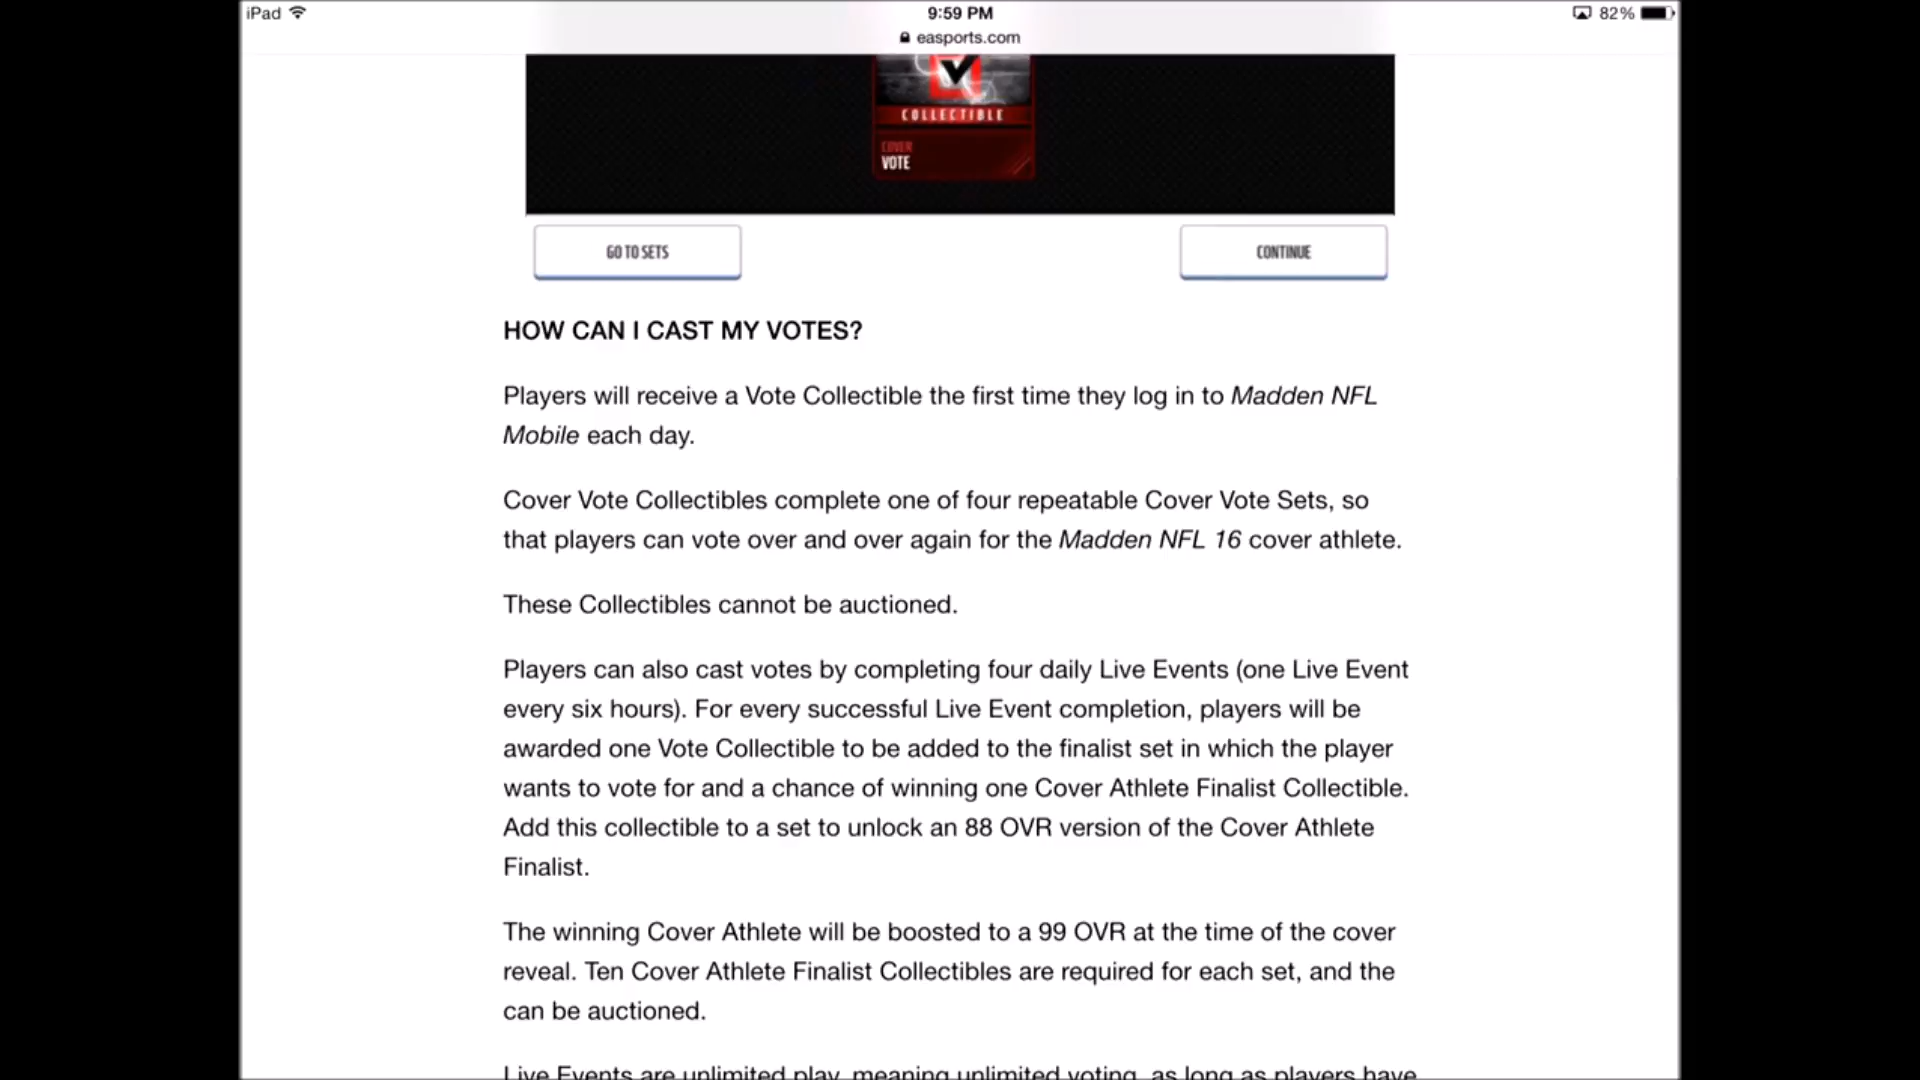 iPad
9:59 PM
82%
easports.com
COLLECTIBLE
COVER
VOTE
GO TO SETS
CONTINUE
HOW CAN I CAST MY VOTES?
Players will receive a Vote Collectible the first time they log in to Madden NFL
Mobile each day.
Cover Vote Collectibles complete one of four repeatable Cover Vote Sets, so
that players can vote over and over again for the Madden NFL 16 cover athlete.
These Collectibles cannot be auctioned.
Players can also cast votes by completing four daily Live Events (one Live Event
every six hours). For every successful Live Event completion, players will be
awarded one Vote Collectible to be added to the finalist set in which the player
wants to vote for and a chance of winning one Cover Athlete Finalist Collectible.
Add this collectible to a set to unlock an 88 OVR version of the Cover Athlete
Finalist.
The winning Cover Athlete will be boosted to a 99 OVR at the time of the cover
reveal. Ten Cover Athlete Finalist Collectibles are required for each set, and the
can be auctioned.
Live Events are unlimited play, meaning unlimited voting, as long as players have